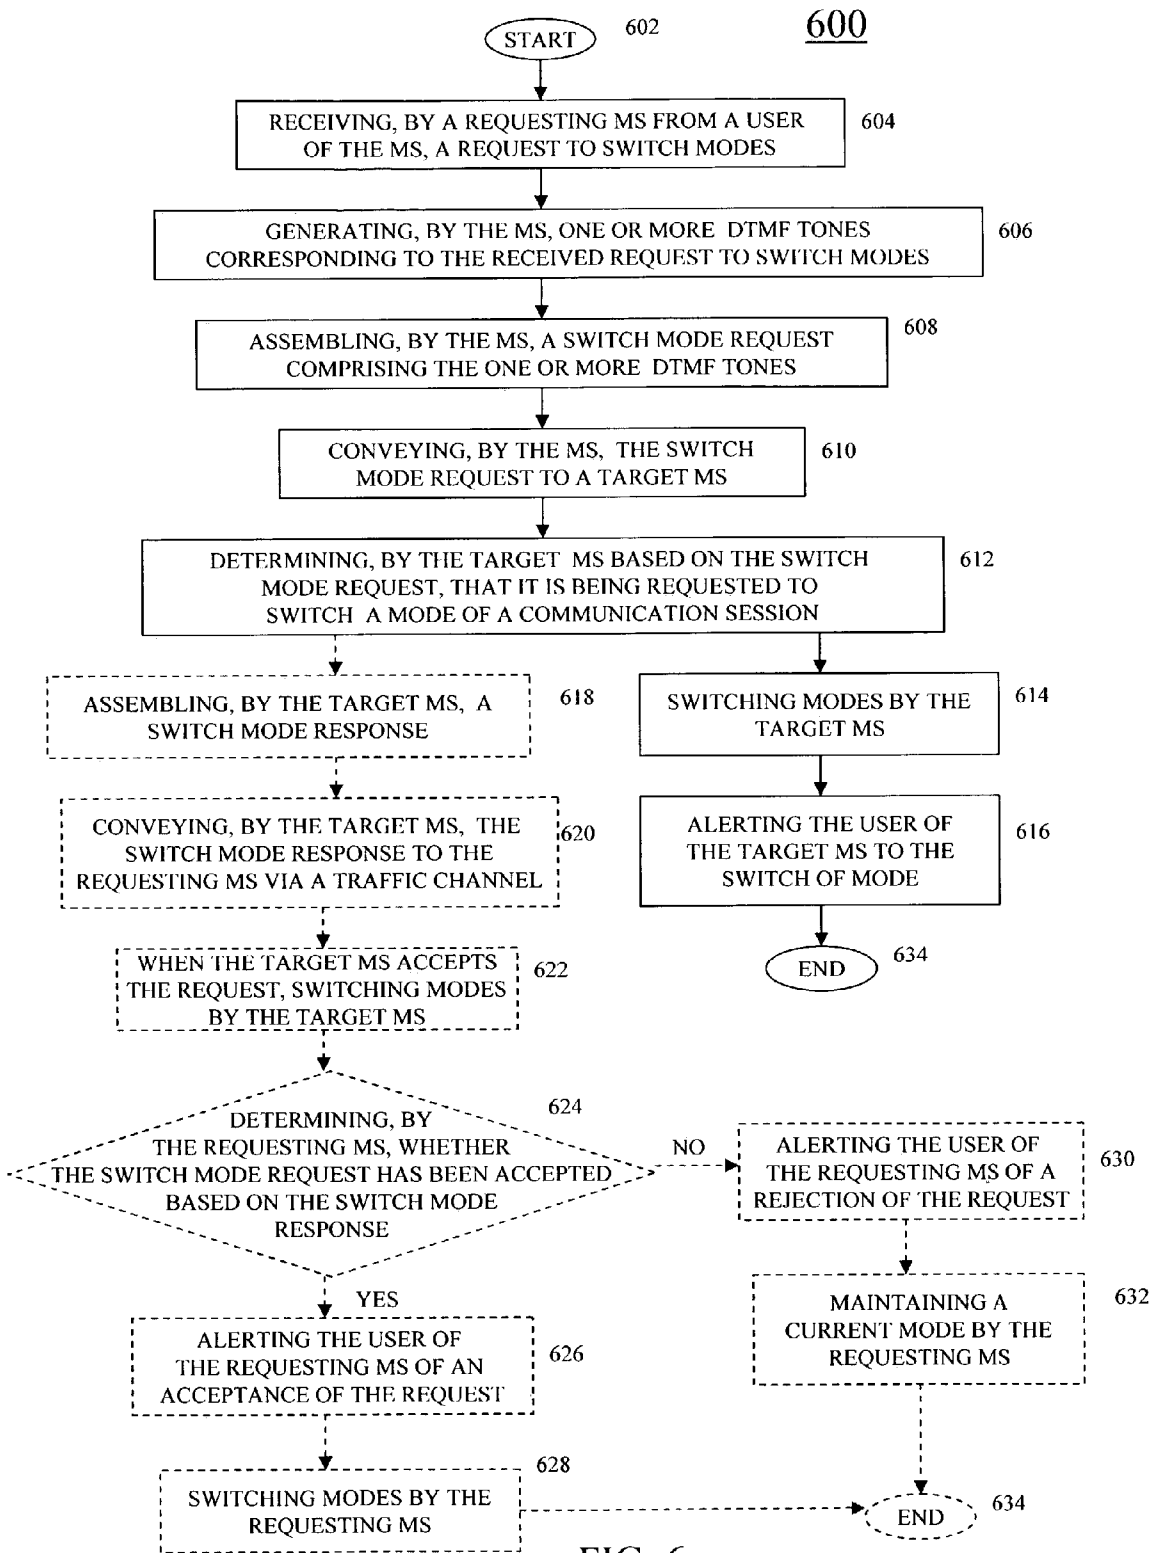 600
START
602
RECEIVING, BY A REQUESTING MS FROM A USER
OF THE MS, A REQUEST TO SWITCH MODES
604
GENERATING, BY THE MS, ONE OR MORE DTMF TONES
CORRESPONDING TO THE RECEIVED REQUEST TO SWITCH MODES
606
ASSEMBLING, BY THE MS, A SWITCH MODE REQUEST
COMPRISING THE ONE OR MORE DTMF TONES
608
CONVEYING, BY THE MS, THE SWITCH
MODE REQUEST TO A TARGET MS
610
DETERMINING, BY THE TARGET MS BASED ON THE SWITCH
MODE REQUEST, THAT IT IS BEING REQUESTED TO
SWITCH A MODE OF A COMMUNICATION SESSION
612
ASSEMBLING, BY THE TARGET MS, A
SWITCH MODE RESPONSE
618
SWITCHING MODES BY THE
TARGET MS
614
CONVEYING, BY THE TARGET MS, THE
SWITCH MODE RESPONSE TO THE
REQUESTING MS VIA A TRAFFIC CHANNEL
620
ALERTING THE USER OF
THE TARGET MS TO THE
SWITCH OF MODE
616
WHEN THE TARGET MS ACCEPTS
THE REQUEST, SWITCHING MODES
BY THE TARGET MS
622
END
634
DETERMINING, BY
THE REQUESTING MS, WHETHER
THE SWITCH MODE REQUEST HAS BEEN ACCEPTED
BASED ON THE SWITCH MODE
RESPONSE
624
NO
ALERTING THE USER OF
THE REQUESTING MS OF A
REJECTION OF THE REQUEST
630
YES
MAINTAINING A
CURRENT MODE BY THE
REQUESTING MS
632
ALERTING THE USER OF
THE REQUESTING MS OF AN
ACCEPTANCE OF THE REQUEST
626
SWITCHING MODES BY THE
REQUESTING MS
628
END
634
FIG. 6